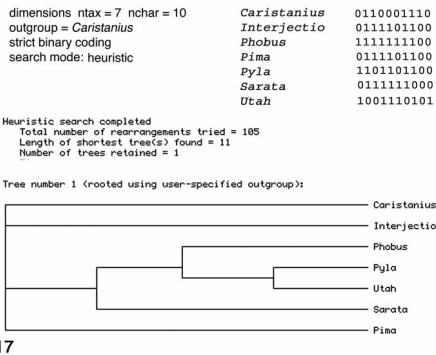 dimensions ntax = 7 nchar = 10
outgroup = Caristanius
strict binary coding
search mode: heuristic
Caristanius 0110001110
Interjectio 0111101100
Phobus 1111111100
Pima 0111101100
Pyla 1101101100
Sarata 0111111000
Utah 1001110101
Heuristic search completed
Total number of rearrangements tried = 105
Length of shortest tree(s) found = 11
Number of trees retained = 1
Tree number 1 (rooted using user-specified outgroup):
Caristanius
Interjectio
Phobus
Pyla
Utah
Sarata
Pima
17